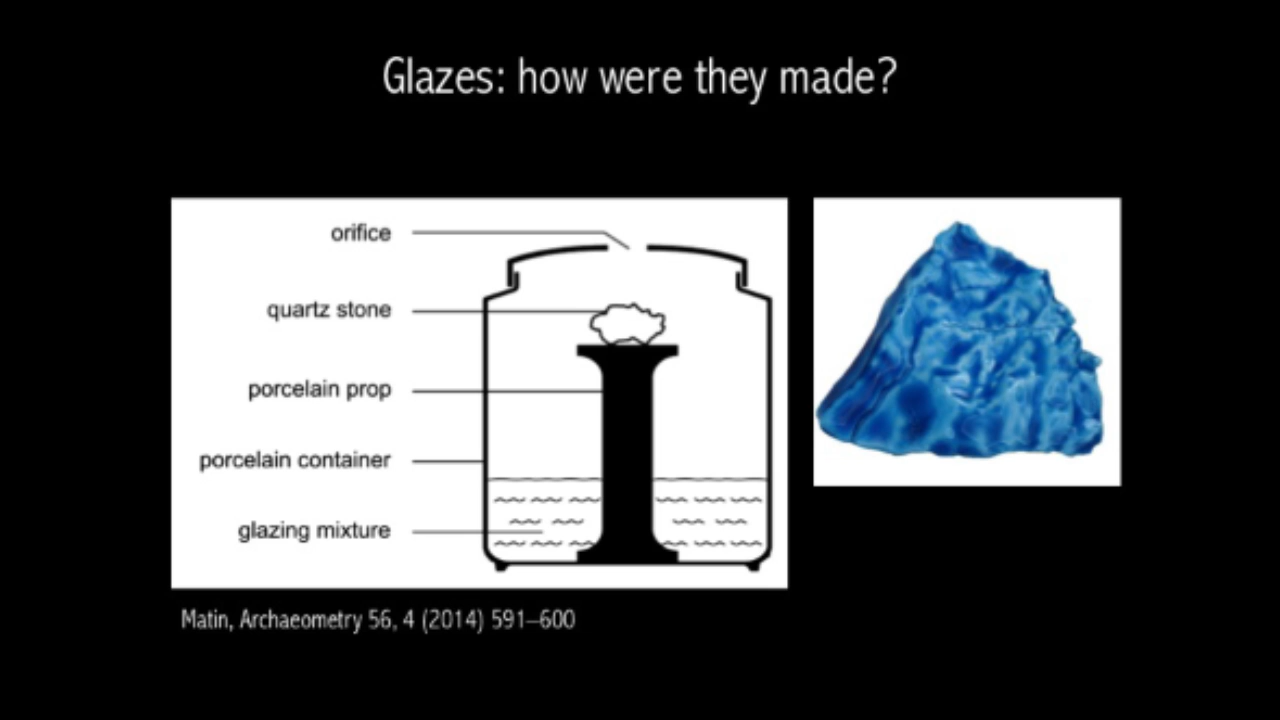 Glazes: how were they made?
orifice
quartz stone
porcelain prop
porcelain container
glazing mixture
Matin, Archaeometry 56, 4 (2014) 591–600